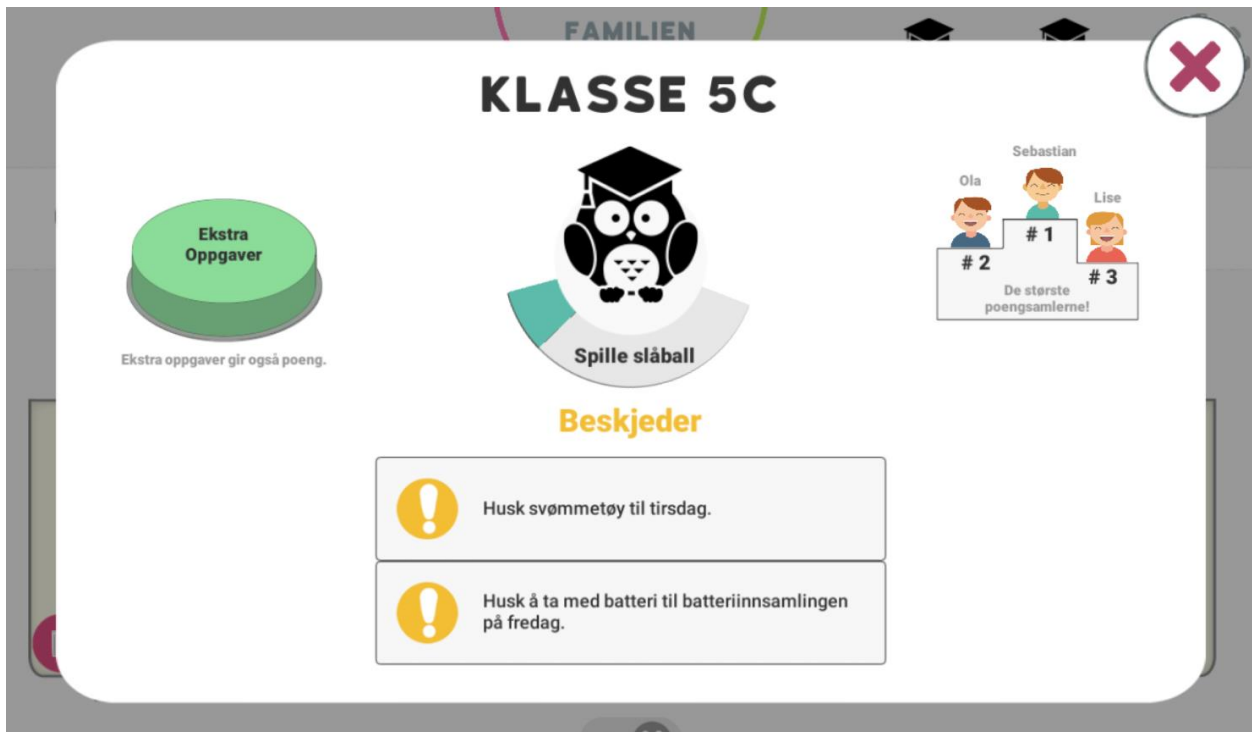 FAMILIEN
KLASSE 5C
Ekstra
Oppgaver
Ekstra oppgaver gir også poeng.
Spille slåball
Sebastian
Ola
Lise
# 1
# 2
# 3
De største
poengsamlerne!
Beskjeder
Husk svømmetøy til tirsdag.
Husk å ta med batteri til batteriinnsamlingen
på fredag.